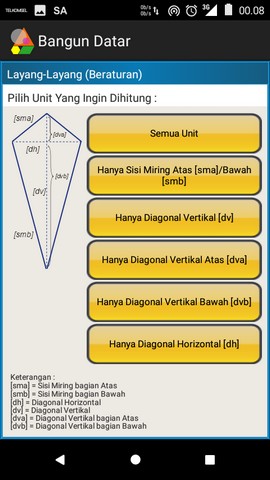 TELKOMSEL SA 0B/s 0B/s 3G 00.08
Bangun Datar
Layang-Layang (Beraturan)
Pilih Unit Yang Ingin Dihitung :
[sma]
[dva]
[dh]
[dvb]
[dv]
[smb]
Semua Unit
Hanya Sisi Miring Atas [sma]/Bawah
[smb]
Hanya Diagonal Vertikal [dv]
Hanya Diagonal Vertikal Atas [dva]
Hanya Diagonal Vertikal Bawah [dvb]
Hanya Diagonal Horizontal [dh]
Keterangan :
[sma] = Sisi Miring bagian Atas
[smb] = Sisi Miring bagian Bawah
[dh] = Diagonal Horizontal
[dv] = Diagonal Vertikal
[dva] = Diagonal Vertikal bagian Atas
[dvb] = Diagonal Vertikal bagian Bawah